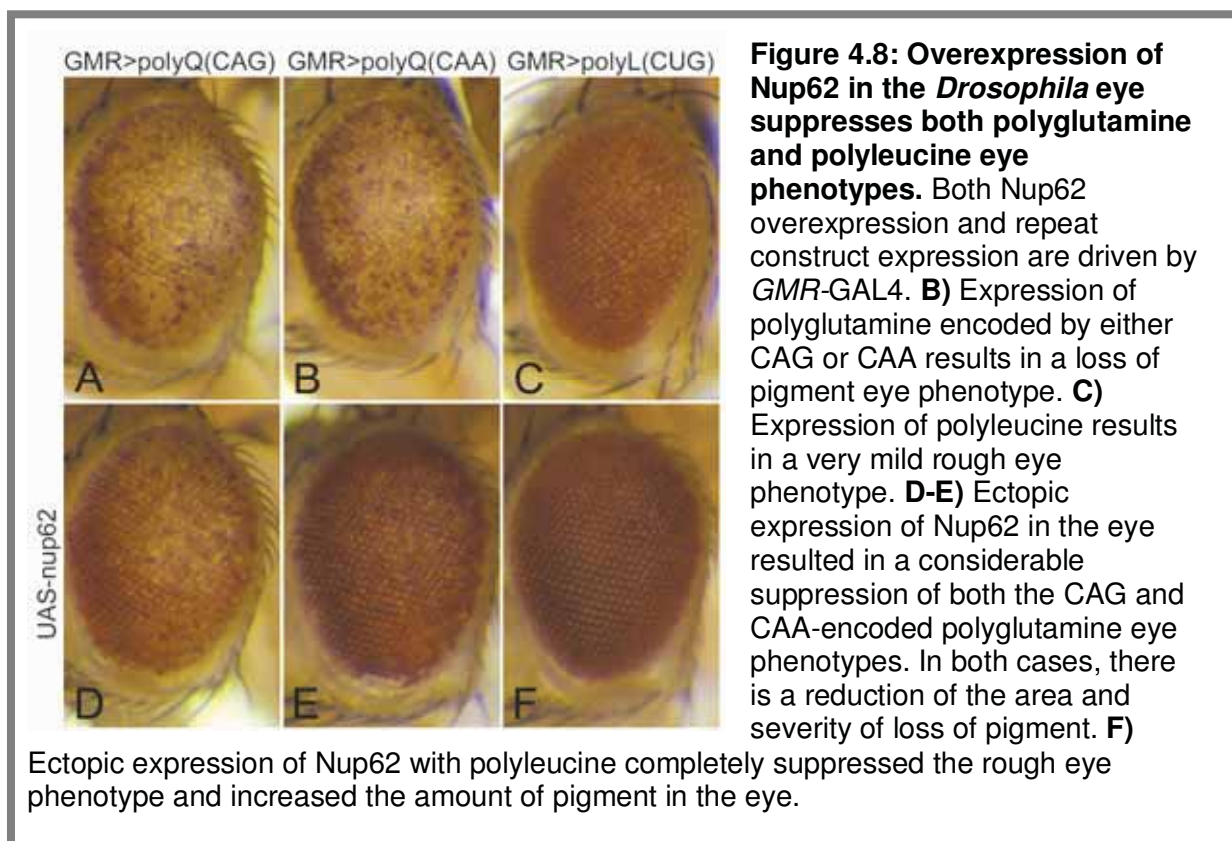 GMR>polyQ(CAG) GMR>polyQ(CAA) GMR>polyL(CUG)
A
B
C
UAS-nup62
D
E
F
Figure 4.8: Overexpression of
Nup62 in the Drosophila eye
suppresses both polyglutamine
and polyleucine eye
phenotypes. Both Nup62
overexpression and repeat
construct expression are driven by
GMR-GAL4. B) Expression of
polyglutamine encoded by either
CAG or CAA results in a loss of
pigment eye phenotype. C)
Expression of polyleucine results
in a very mild rough eye
phenotype. D-E) Ectopic
expression of Nup62 in the eye
resulted in a considerable
suppression of both the CAG and
CAA-encoded polyglutamine eye
phenotypes. In both cases, there
is a reduction of the area and
severity of loss of pigment. F)
Ectopic expression of Nup62 with polyleucine completely suppressed the rough eye
phenotype and increased the amount of pigment in the eye.